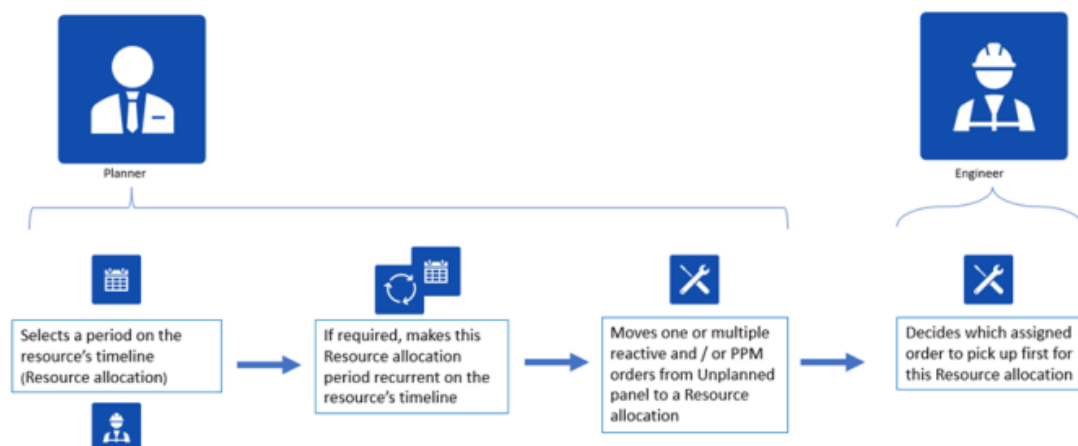 Planner
Engineer
Selects a period on the
resource's timeline
(Resource allocation)
If required, makes this
Resource allocation
period recurrent on the
resource's timeline
Moves one or multiple
reactive and / or PPM
orders from Unplanned
panel to a Resource
allocation
Decides which assigned
order to pick up first for
this Resource allocation